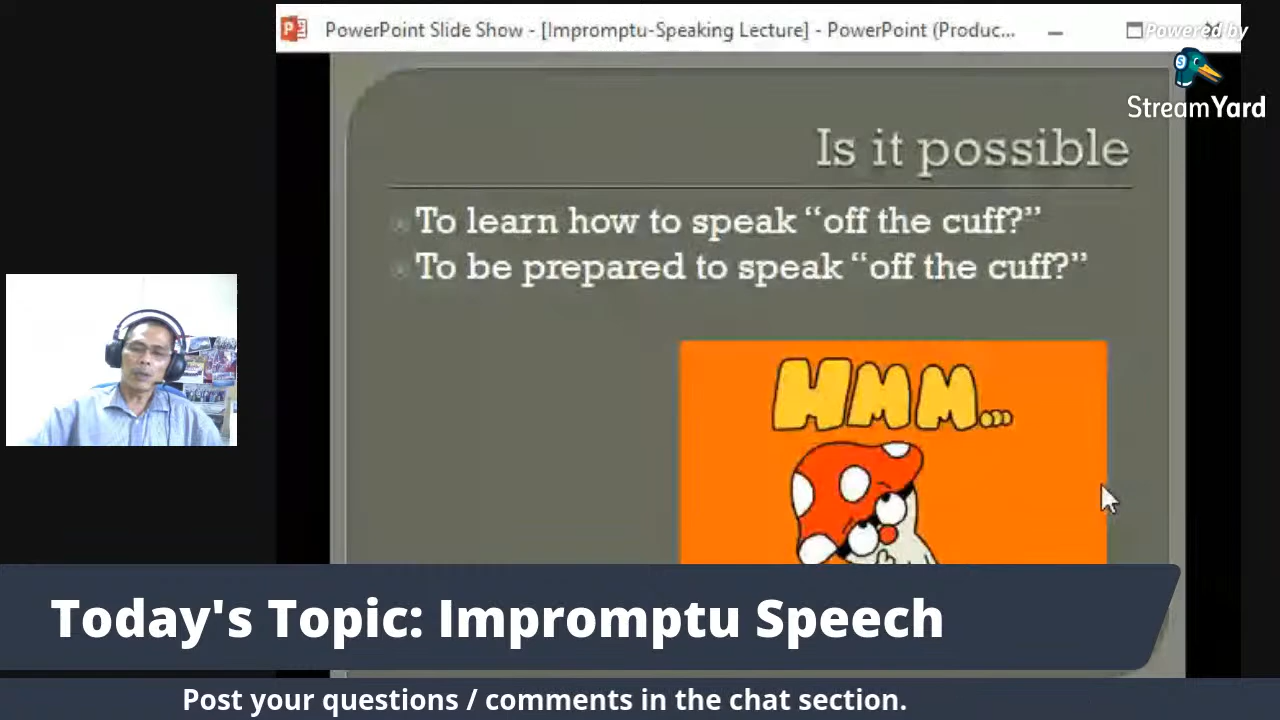 PowerPoint Slide Show - [Impromptu-Speaking Lecture] - PowerPoint (Produc...
Powered by
StreamYard
Is it possible
To learn how to speak “off the cuff?”
To be prepared to speak “off the cuff?”
HMM...
Today's Topic: Impromptu Speech
Post your questions / comments in the chat section.